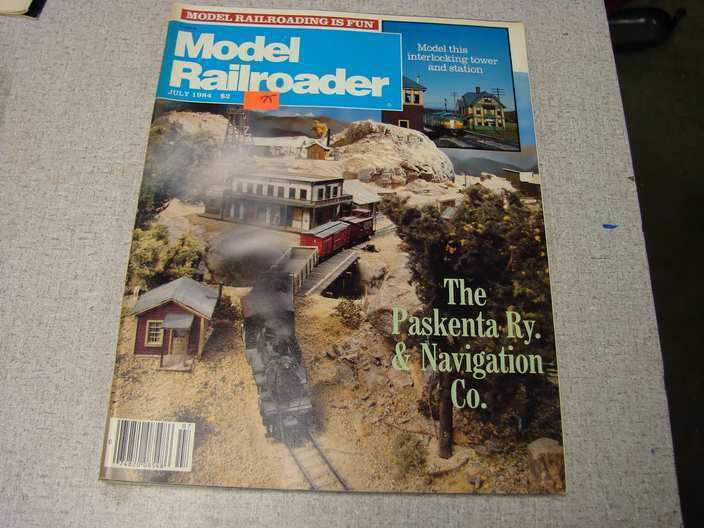 MODEL RAILROADING IS FUN
Model
Railroader
JULY 1984 $2
75
Model this
interlocking tower
and station
The
Paskenta Ry.
& Navigation
Co.
07